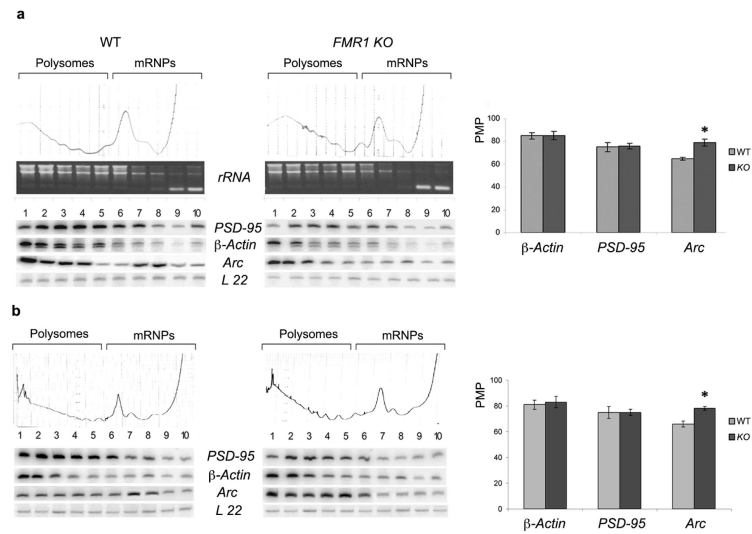 a
WT FMR1 KO
Polysomes mRNPs Polysomes mRNPs
rRNA
1 2 3 4 5 6 7 8 9 10 1 2 3 4 5 6 7 8 9 10
PSD-95
β-Actin
Arc
L 22
PMP
100
80
60
40
20
0
*
WT
KO
β-Actin PSD-95 Arc
b
Polysomes mRNPs Polysomes mRNPs
1 2 3 4 5 6 7 8 9 10 1 2 3 4 5 6 7 8 9 10
PSD-95
β-Actin
Arc
L 22
PMP
100
80
60
40
20
0
*
WT
KO
β-Actin PSD-95 Arc